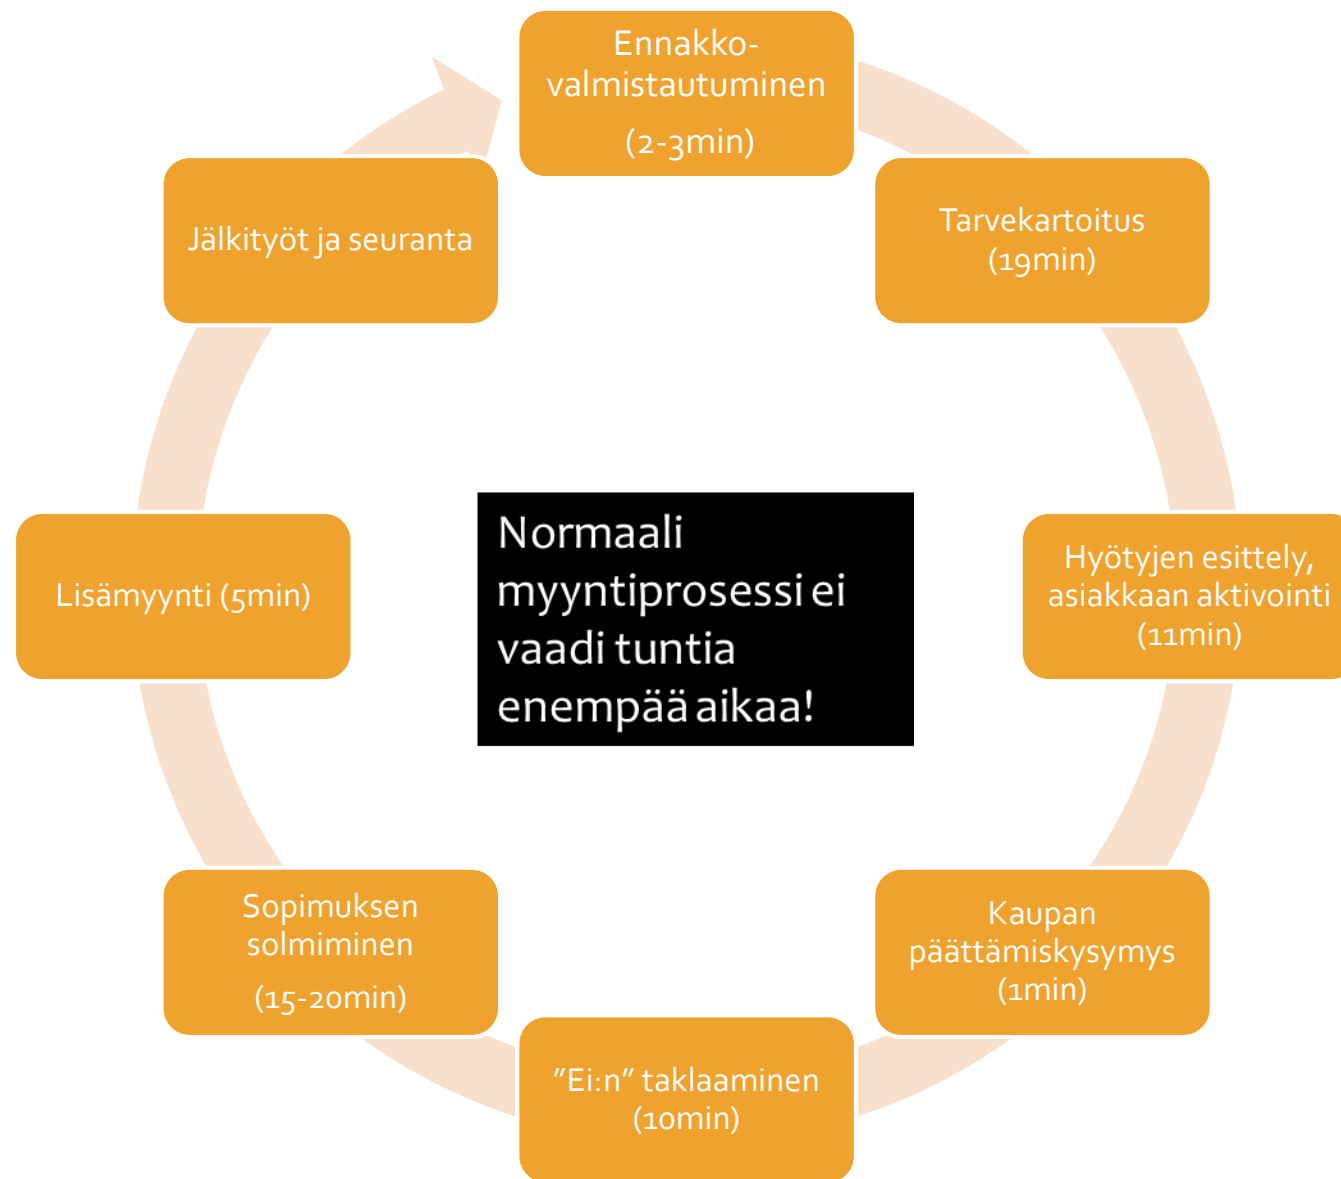 Ennakko-
valmistautuminen
(2-3min)
Tarvekartoitus
(19min)
Hyötyjen esittely,
asiakkaan aktivointi
(11min)
Kaupan
päättämiskysymys
(1min)
”Ei:n” taklaaminen
(10min)
Sopimuksen
solmiminen
(15-20min)
Lisämyynti (5min)
Jälkityöt ja seuranta
Normaali
myyntiprosessi ei
vaadi tuntia
enempää aikaa!